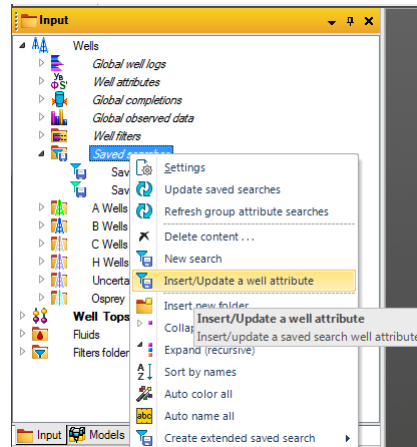 Input
Wells
Global well logs
Well attributes
Global completions
Global observed data
Well filters
Saved searches
Sav
Sav
A Wells
B Wells
C Wells
H Wells
Uncerta
Osprey
Well Tops
Fluids
Filters folder
Settings
Update saved searches
Refresh group attribute searches
Delete content ...
New search
Insert/Update a well attribute
Insert new folder
Collap
Expand (recursive)
Sort by names
Auto color all
Auto name all
Create extended saved search
Insert/Update a well attribute
Insert/update a saved search well attribute
Input
Models